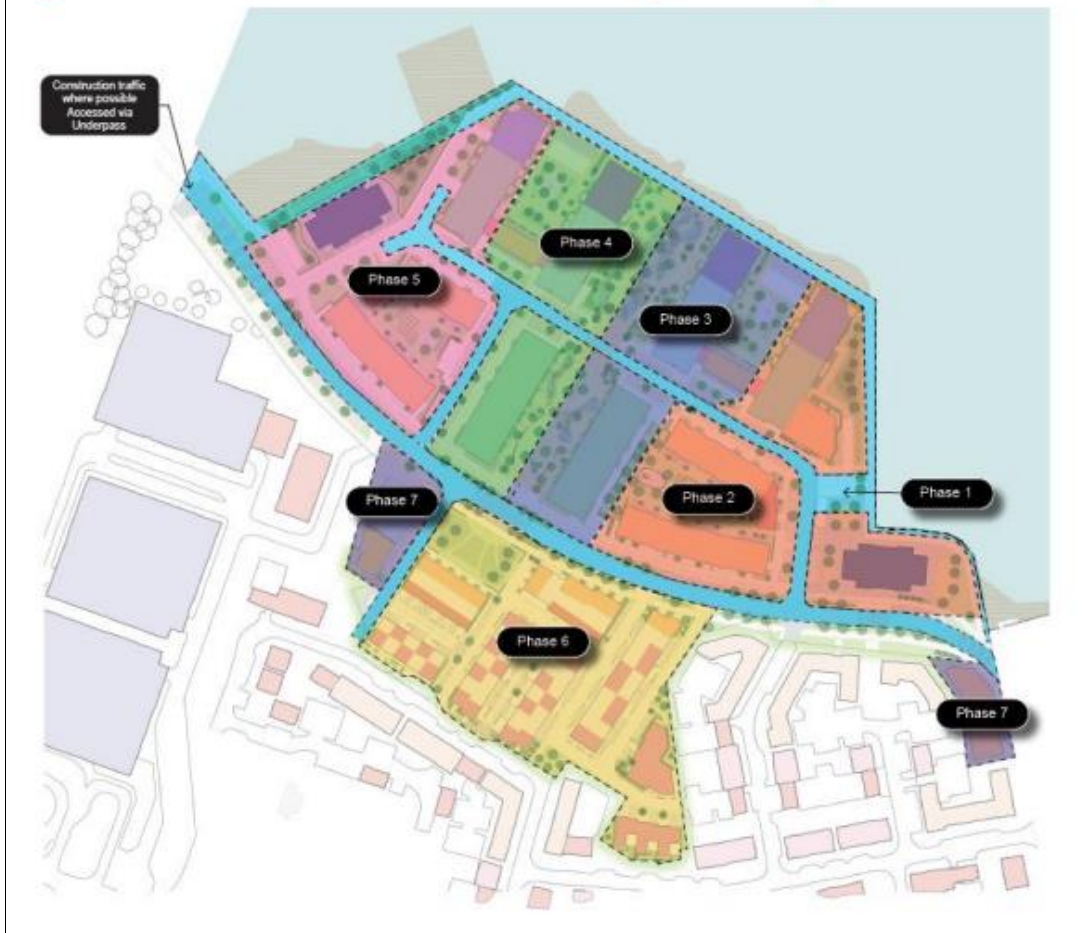 Construction traffic
where possible
Accessed via
Underpass
Phase 4
Phase 5
Phase 3
Phase 7
Phase 2
Phase 1
Phase 6
Phase 7